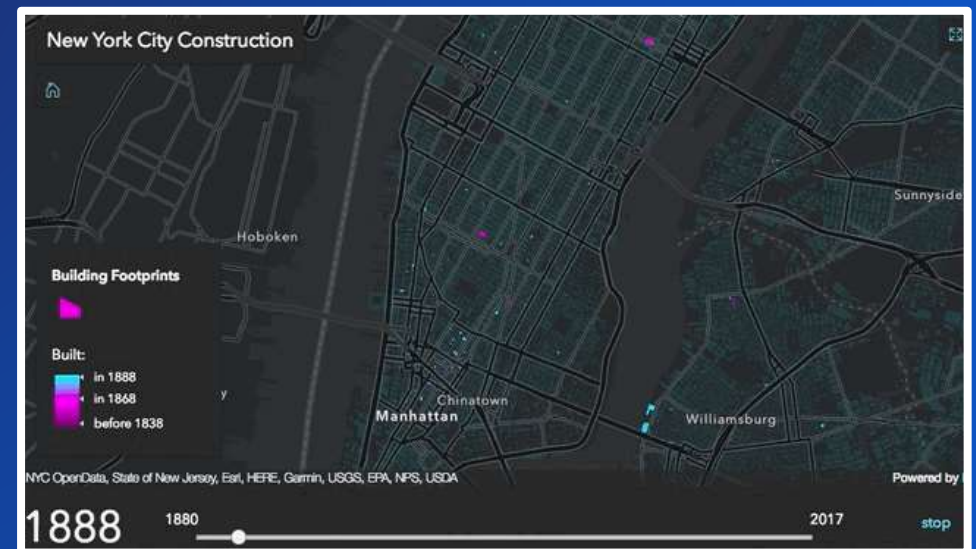 New York City Construction
Sunnyside
Hoboken
Building Footprints
Built:
in 1888
in 1868
before 1838
y
Chinatown
Manhattan
Williamsburg
NYC OpenData, State of New Jersey, Esri, HERE, Garmin, USGS, EPA, NPS, USDA
Powered by
1888
1880
2017
stop